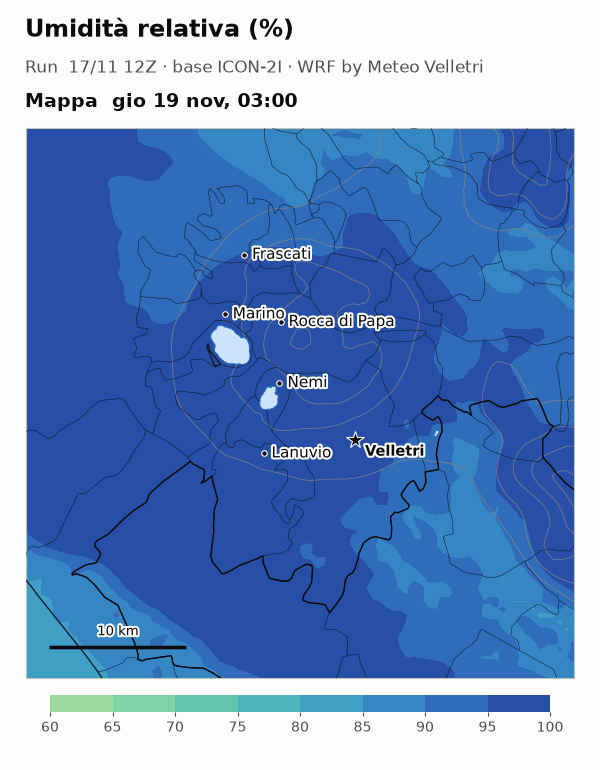 Umidità relativa (%)
Run  17/11 12Z · base ICON-2I · WRF by Meteo Velletri
Mappa  gio 19 nov, 03:00
Frascati
Marino
Rocca di Papa
Nemi
Velletri
Lanuvio
10 km
60 65 70 75 80 85 90 95 100